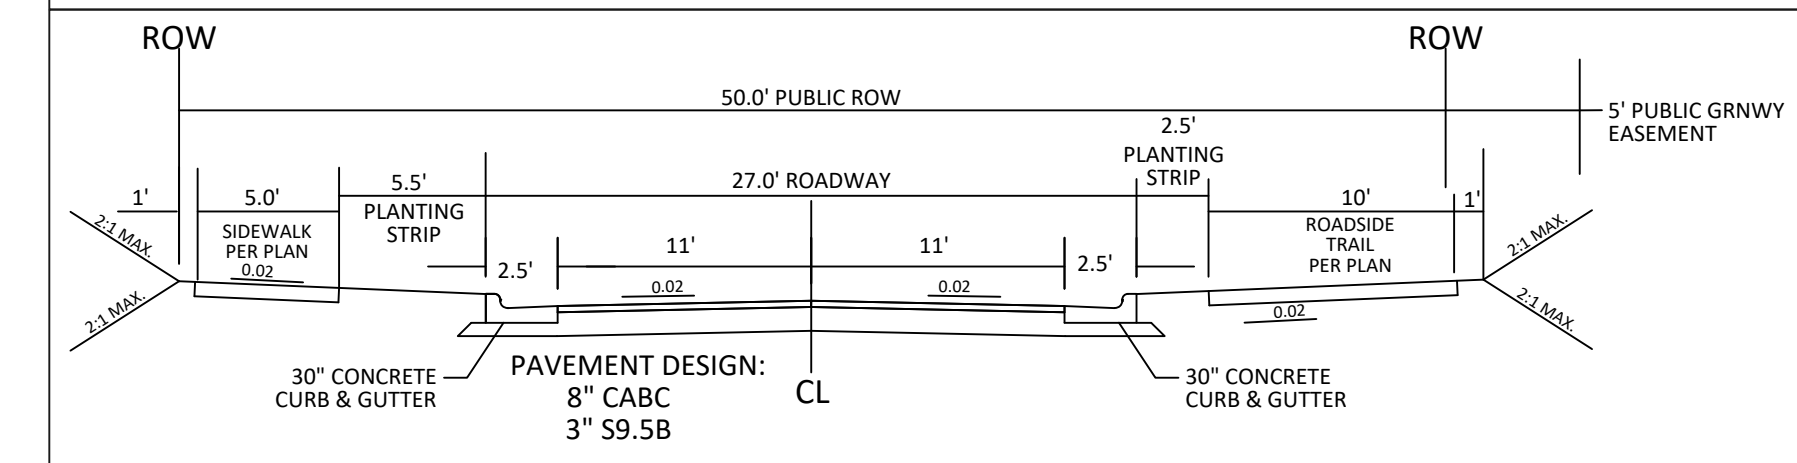 ROW
ROW
50.0' PUBLIC ROW
5' PUBLIC GRNWY
EASEMENT
2.5'
PLANTING
STRIP
27.0' ROADWAY
1'
5.0'
5.5'
10'
1'
SIDEWALK
PER PLAN
0.02
PLANTING
STRIP
ROADSIDE
TRAIL
PER PLAN
0.02
2:1 MAX.
2:1 MAX.
2.5'
11'
11'
2.5'
0.02
0.02
2:1 MAX.
2:1 MAX.
30" CONCRETE
CURB & GUTTER
PAVEMENT DESIGN:
8" CABC
3" S9.5B
CL
30" CONCRETE
CURB & GUTTER